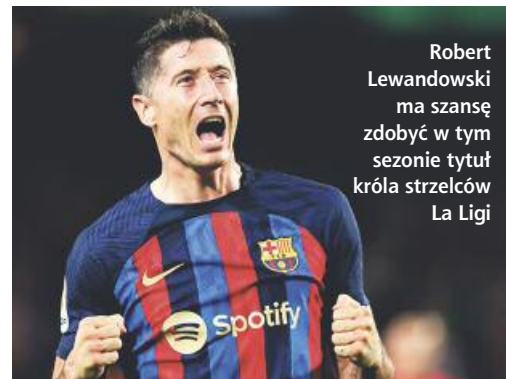 Robert
Lewandowski
ma szansę
zdobyć w tym
sezonie tytuł
króla strzelców
La Ligi
Spotify